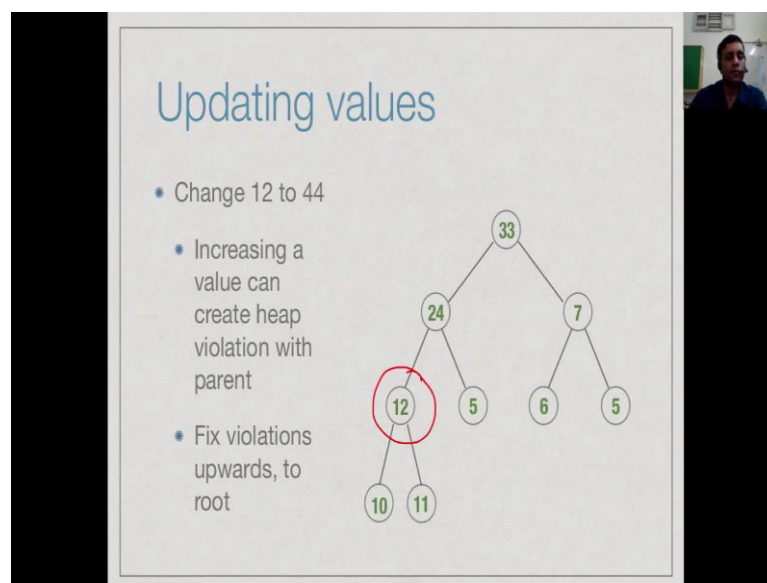 Updating values
Change 12 to 44
Increasing a
value can
create heap
violation with
parent
Fix violations
upwards, to
root
33
24 7
12 5 6 5
10 11